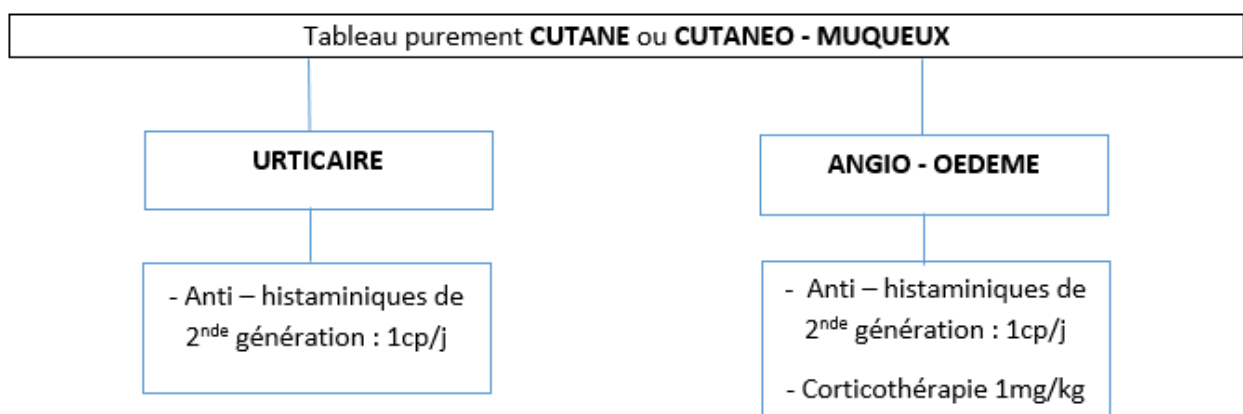 Tableau purement CUTANE ou CUTANEO - MUQUEUX
URTICAIRE
- Anti – histaminiques de
2nde génération : 1cp/j
ANGIO - OEDEME
- Anti – histaminiques de
2nde génération : 1cp/j
- Corticothérapie 1mg/kg